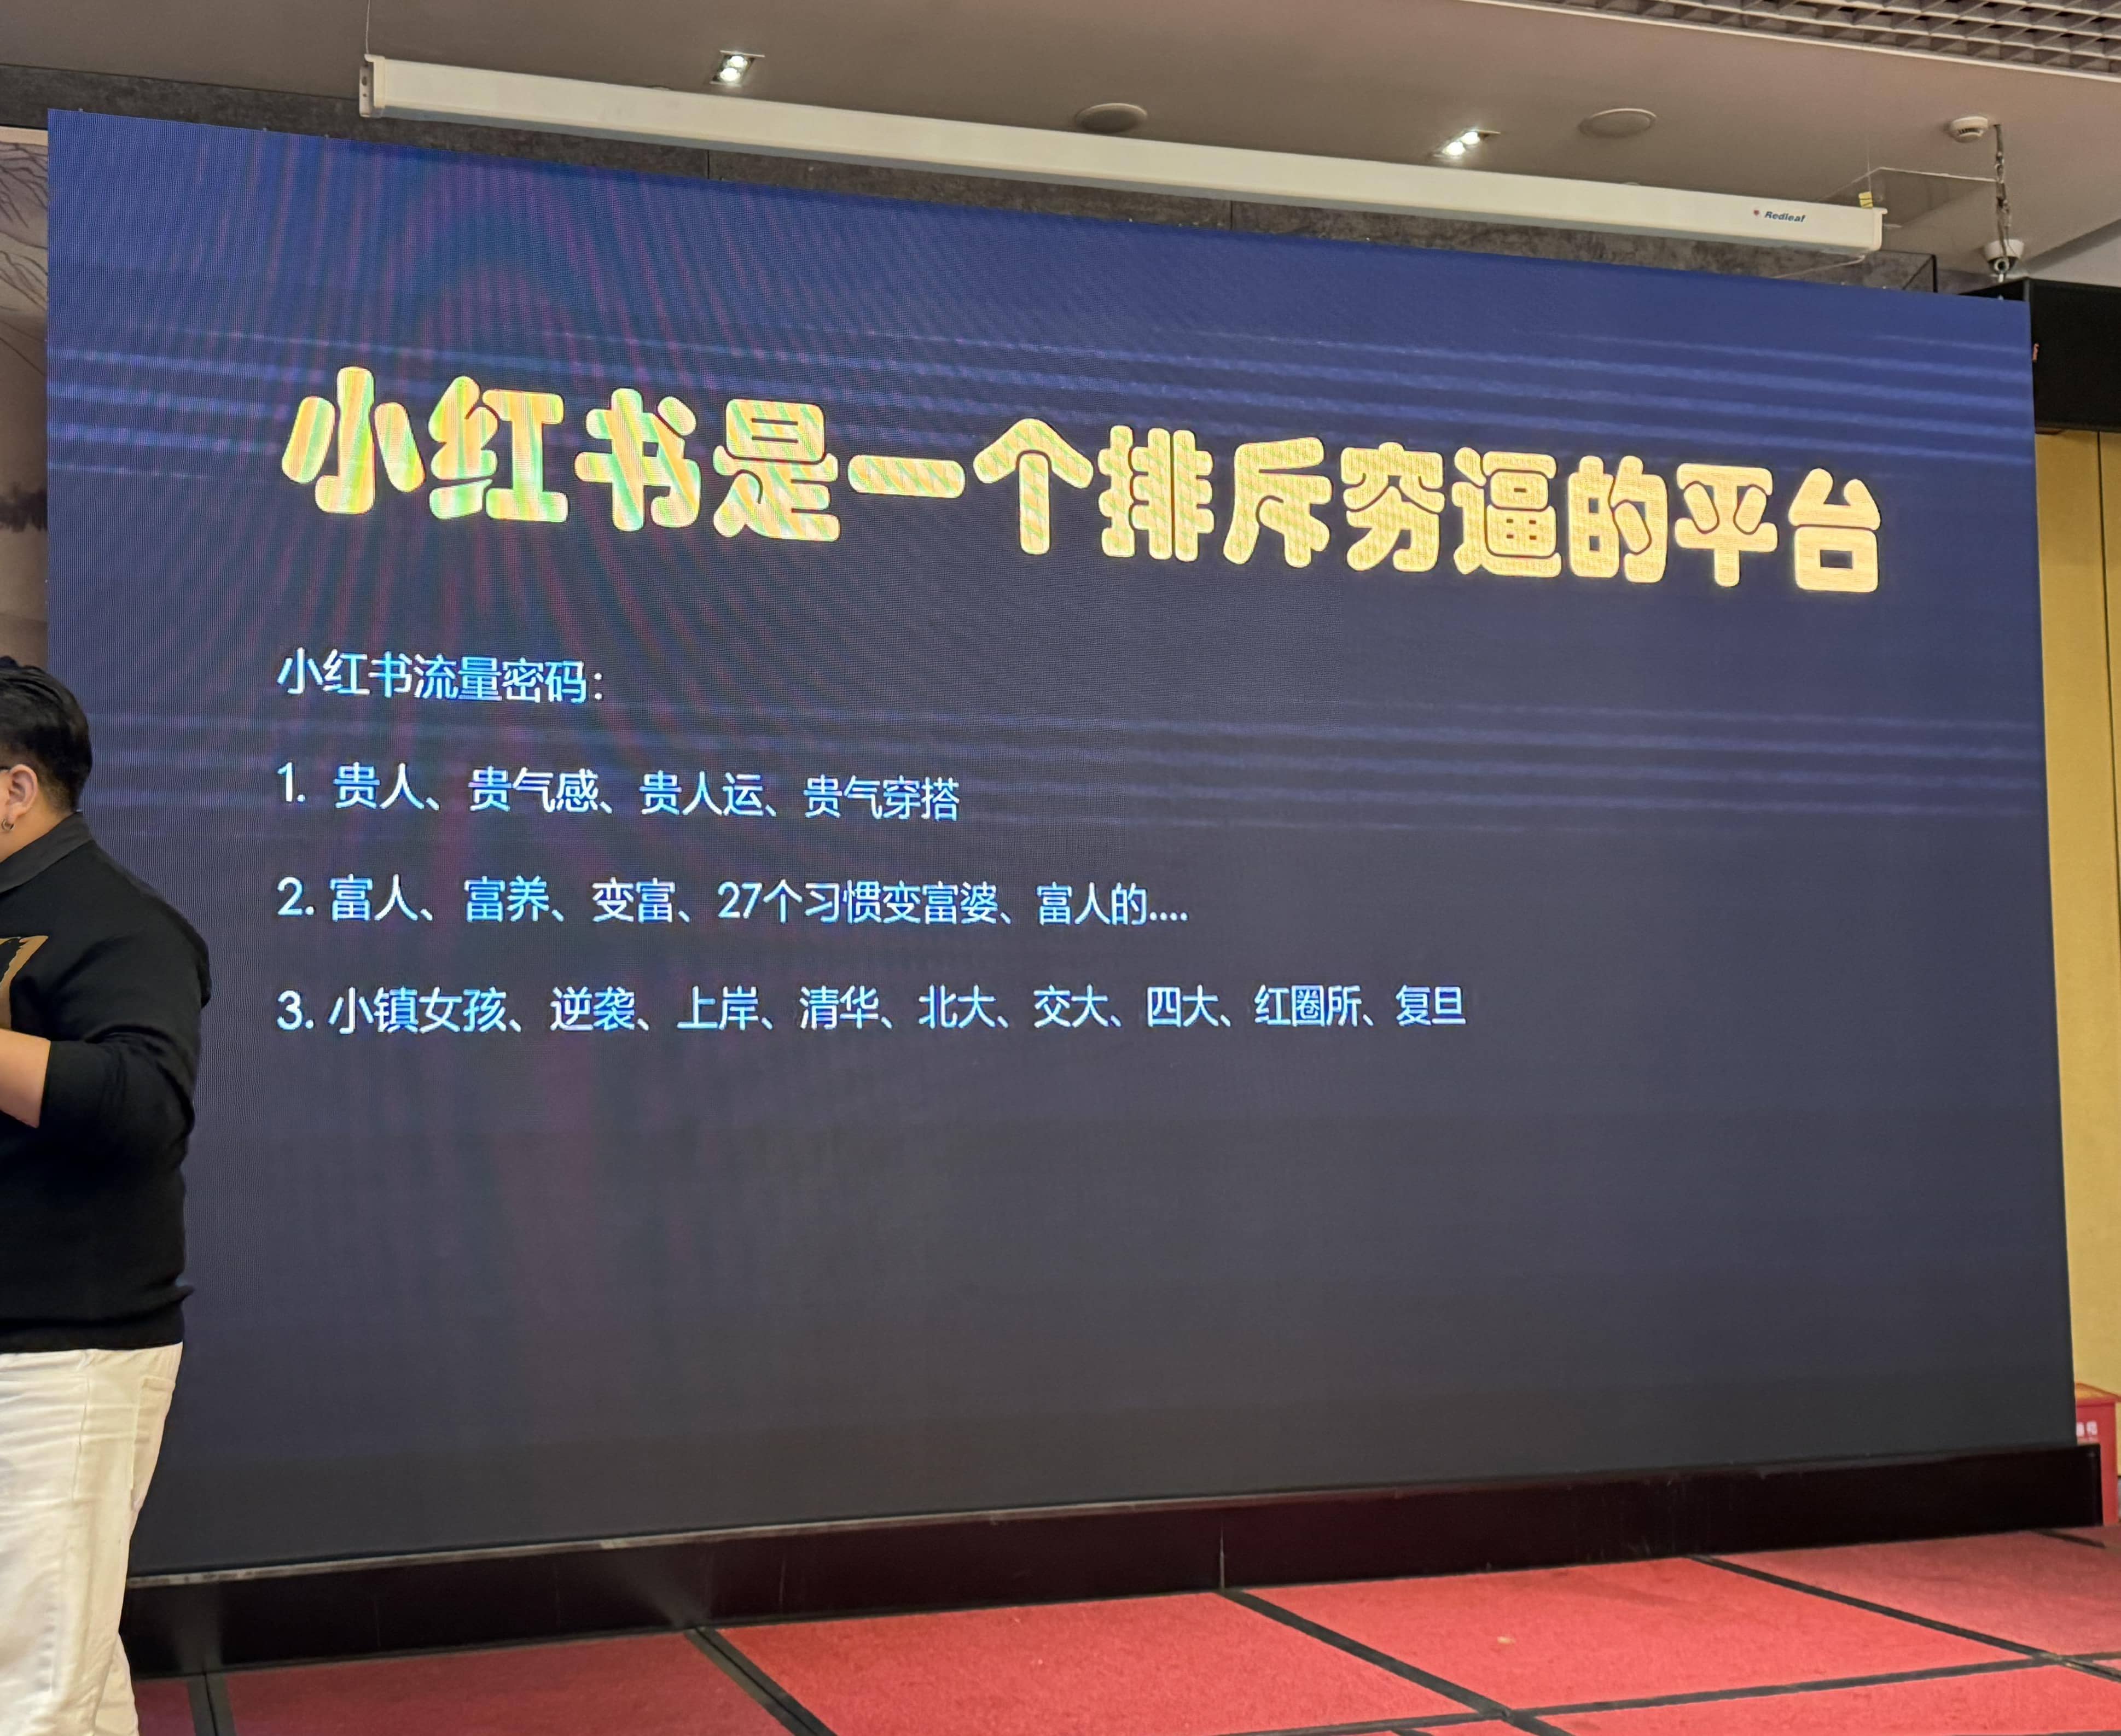 Redleaf
小红书是一个排斥穷逼的平台
小红书流量密码：
1. 贵人、贵气感、贵人运、贵气穿搭
2. 富人、富养、变富、27个习惯变富婆、富人的....
3. 小镇女孩、逆袭、上岸、清华、北大、交大、四大、红圈所、复旦